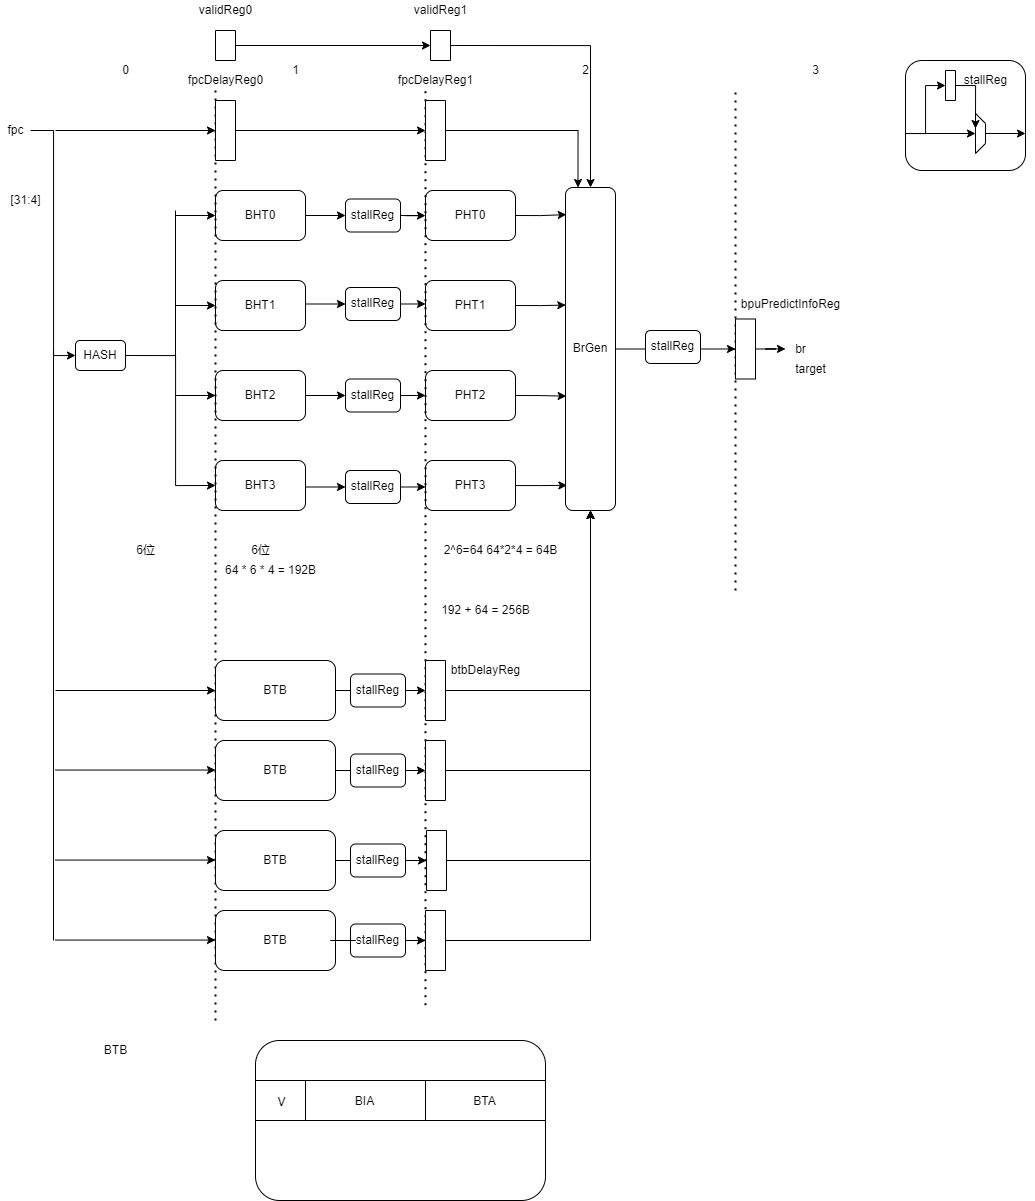 validReg0
validReg1
0
1
2
3
fpcDelayReg0
fpcDelayReg1
stallReg
fpc
[31:4]
BHT0
stallReg
PHT0
BHT1
stallReg
PHT1
bpuPredictInfoReg
HASH
BrGen
stallReg
br
target
BHT2
stallReg
PHT2
BHT3
stallReg
PHT3
6位
6位
2^6=64 64*2*4 = 64B
64 * 6 * 4 = 192B
192 + 64 = 256B
btbDelayReg
BTB
stallReg
BTB
stallReg
BTB
stallReg
BTB
stallReg
BTB
V
BIA
BTA